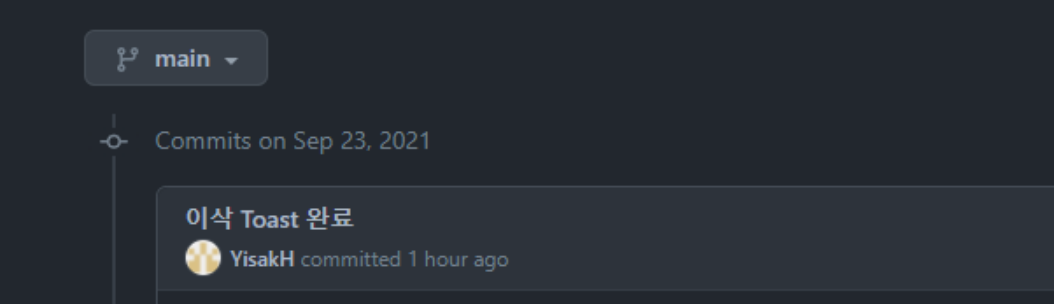 main
Commits on Sep 23, 2021
이삭 Toast 완료
YisakH committed 1 hour ago